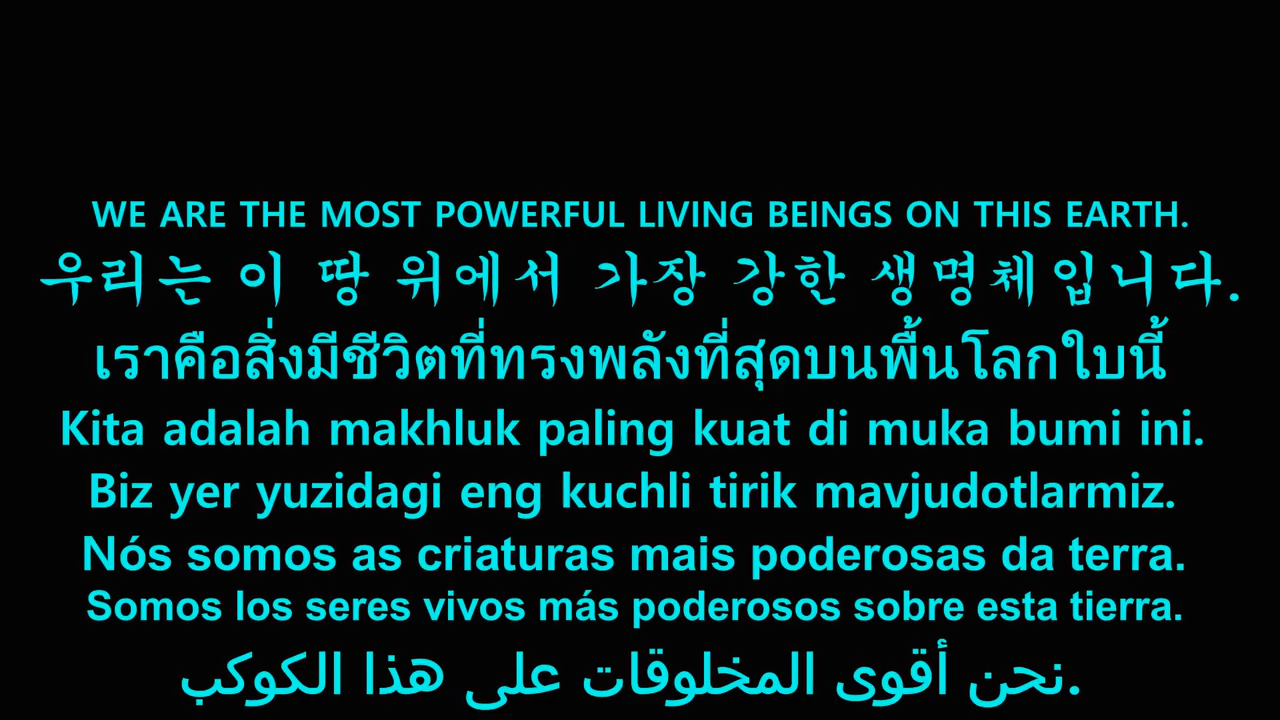 WE ARE THE MOST POWERFUL LIVING BEINGS ON THIS EARTH.
우리는 이 땅 위에서 가장 강한 생명체입니다.
เราคือสิ่งมีชีวิตที่ทรงพลังที่สุดบนพื้นโลกใบนี้
Kita adalah makhluk paling kuat di muka bumi ini.
Biz yer yuzidagi eng kuchli tirik mavjudotlarmiz.
Nós somos as criaturas mais poderosas da terra.
Somos los seres vivos más poderosos sobre esta tierra.
نحن أقوى المخلوقات على هذا الكوكب.